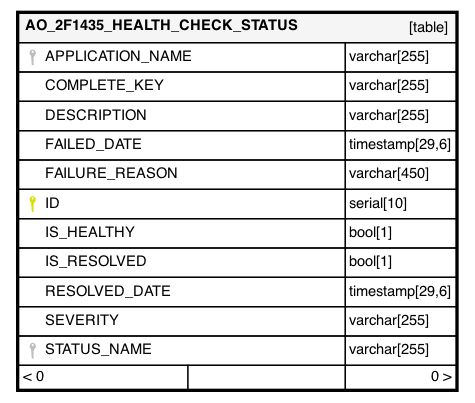 AO_2F1435_HEALTH_CHECK_STATUS [table]
APPLICATION_NAME varchar[255]
COMPLETE_KEY varchar[255]
DESCRIPTION varchar[255]
FAILED_DATE timestamp[29,6]
FAILURE_REASON varchar[450]
ID serial[10]
IS_HEALTHY bool[1]
IS_RESOLVED bool[1]
RESOLVED_DATE timestamp[29,6]
SEVERITY varchar[255]
STATUS_NAME varchar[255]
< 0 0 >